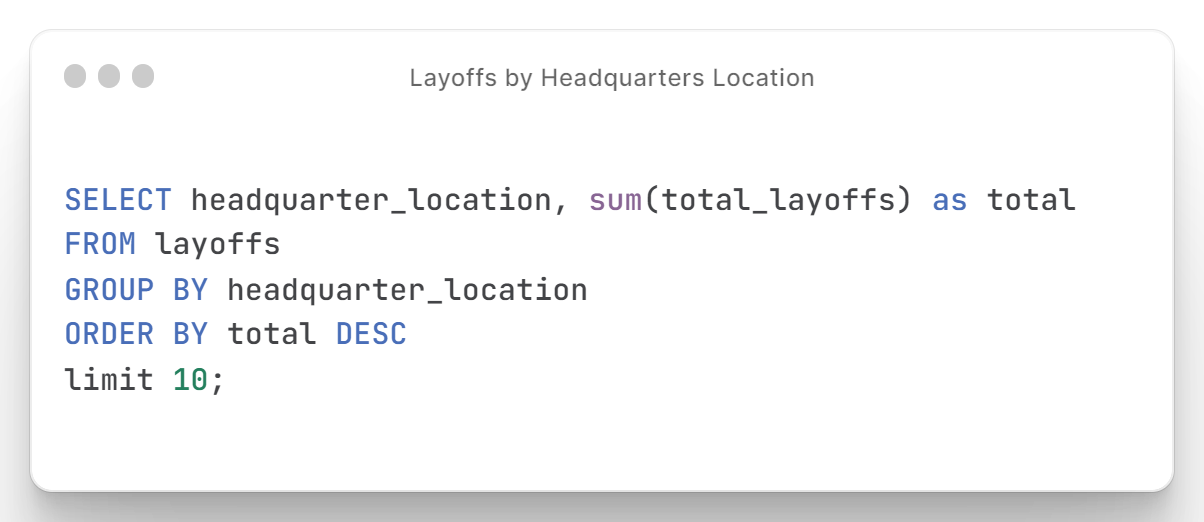 Layoffs by Headquarters Location
SELECT headquarter_location, sum(total_layoffs) as total
FROM layoffs
GROUP BY headquarter_location
ORDER BY total DESC
limit 10;